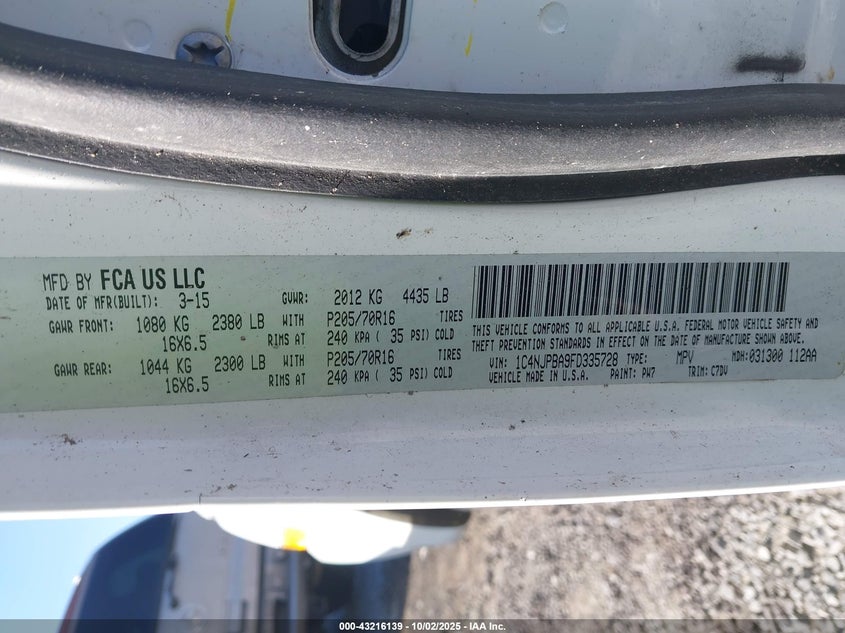 MFD BY FCA US LLC
DATE OF MFR(BUILT): 3-15
GVWR: 2012 KG 4435 LB
GAWR FRONT: 1080 KG 2380 LB WITH P205/70R16 TIRES
16X6.5 RIMS AT 240 KPA ( 35 PSI) COLD
GAWR REAR: 1044 KG 2300 LB WITH P205/70R16 TIRES
16X6.5 RIMS AT 240 KPA ( 35 PSI) COLD
THIS VEHICLE CONFORMS TO ALL APPLICABLE U.S.A. FEDERAL MOTOR VEHICLE SAFETY AND
THEFT PREVENTION STANDARDS IN EFFECT ON THE DATE OF MANUFACTURE SHOWN ABOVE.
VIN: 1C4NJPBA9FD335728 TYPE: MPV MDH: 031300 112AA
VEHICLE MADE IN U.S.A. PAINT: PW7 TRIM: C7DV
000-43216139 - 10/02/2025 - IAA, Inc.